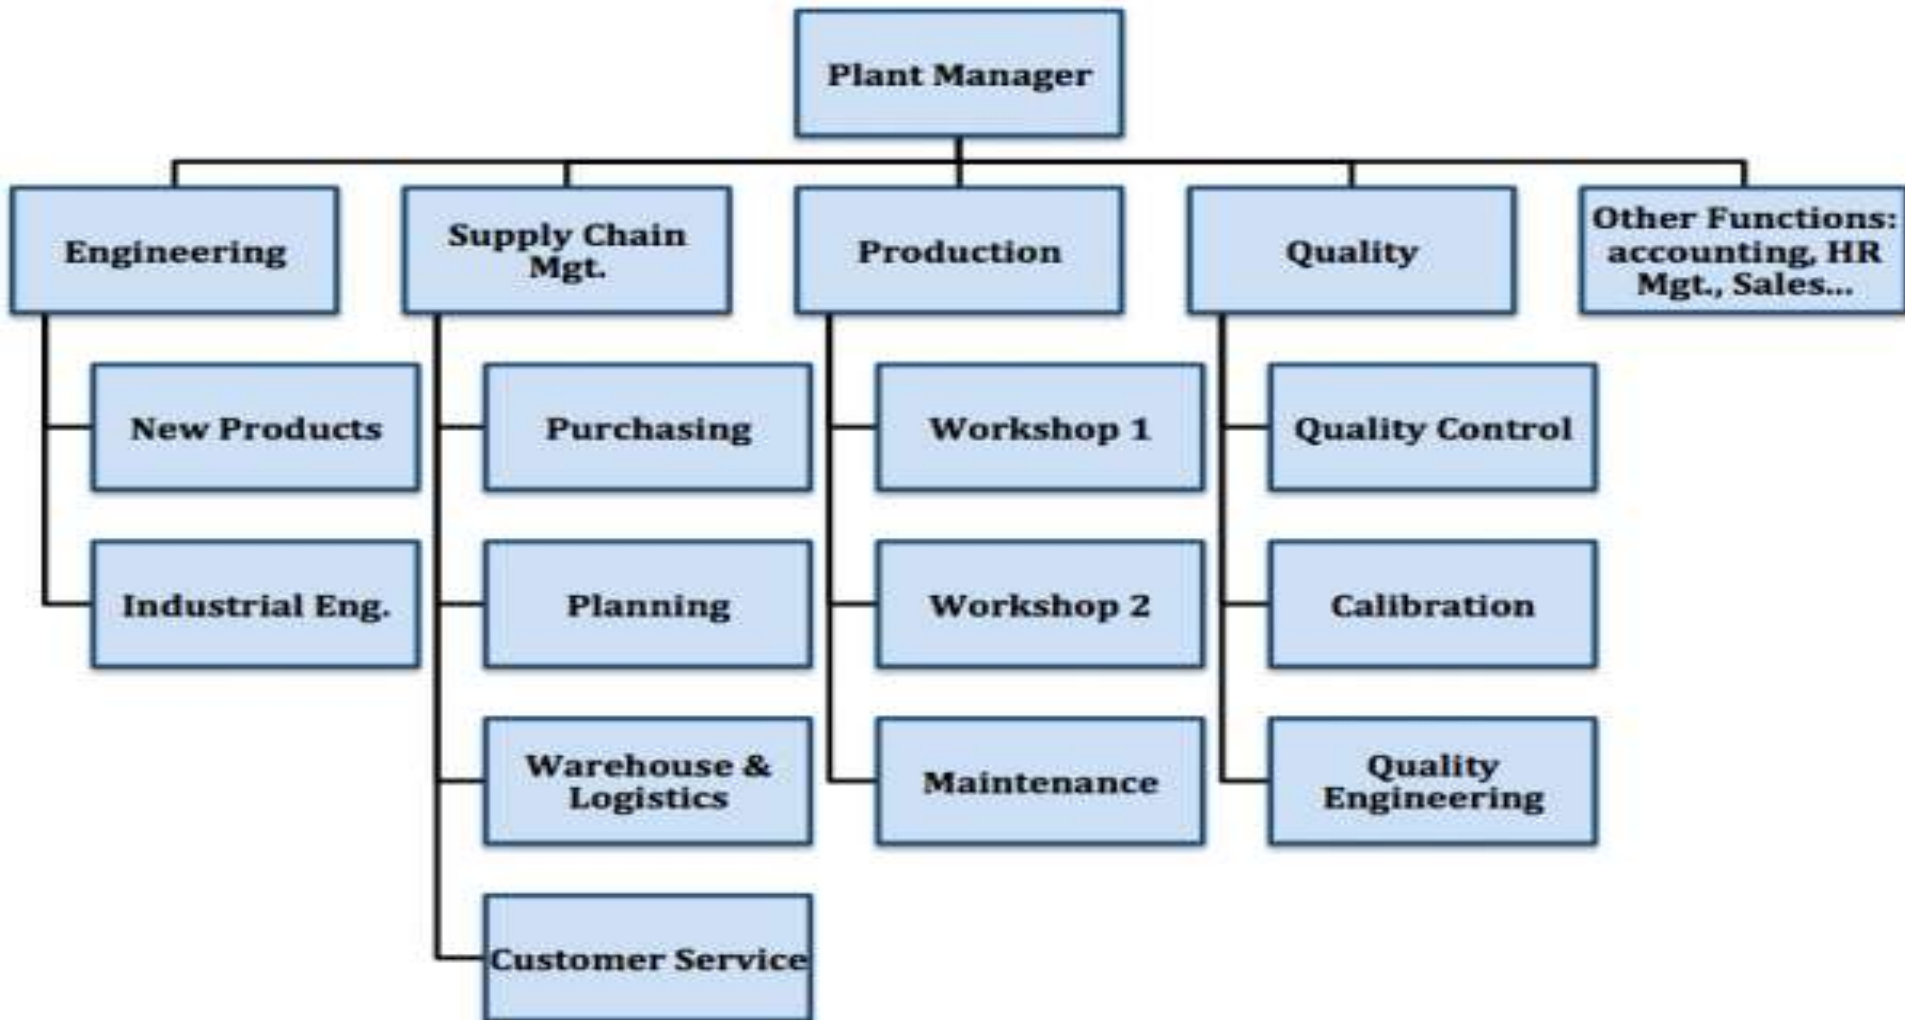 Plant Manager
Engineering
Supply Chain
Mgt.
Production
Quality
Other Functions:
accounting, HR
Mgt., Sales...
New Products
Purchasing
Workshop 1
Quality Control
Industrial Eng.
Planning
Workshop 2
Calibration
Warehouse &
Logistics
Maintenance
Quality
Engineering
Customer Service